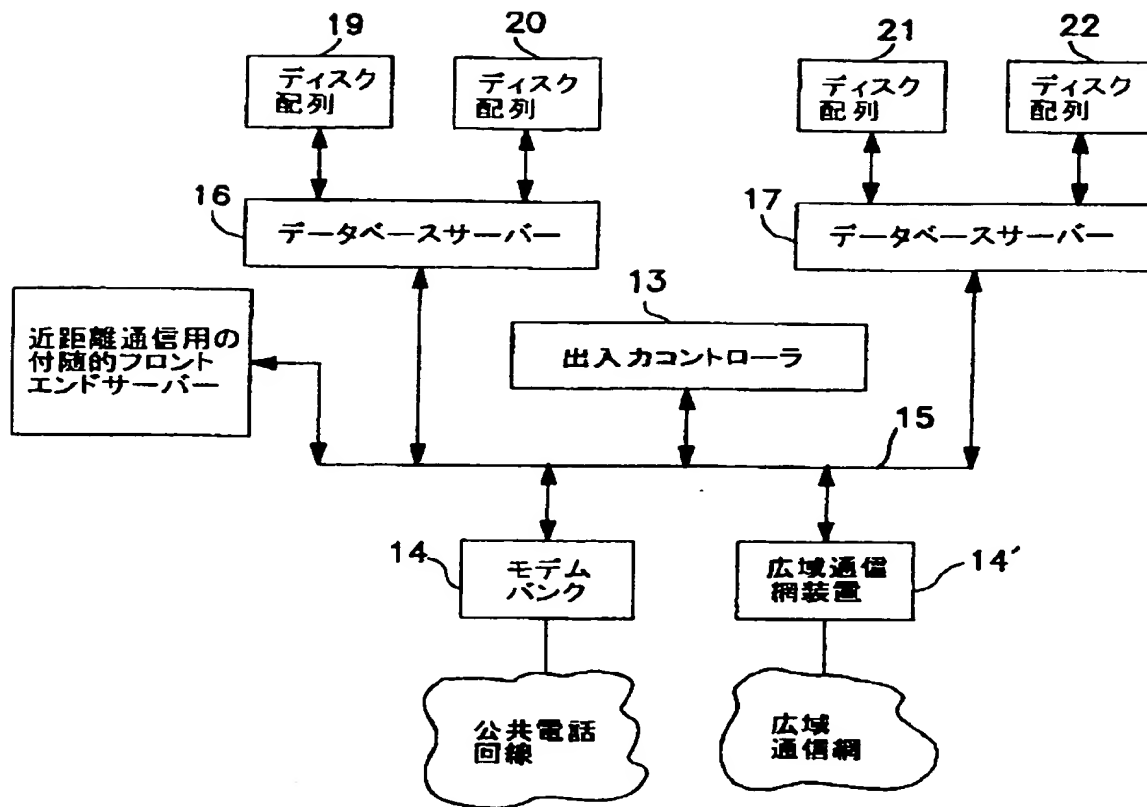 19
20
21
22
ディスク
配列
ディスク
配列
ディスク
配列
ディスク
配列
16
データベースサーバー
17
データベースサーバー
近距離通信用の
付随的フロント
エンドサーバー
13
出入力コントローラ
15
14
モデム
バンク
広域通信
網装置
14′
公共電話
回線
広域
通信網